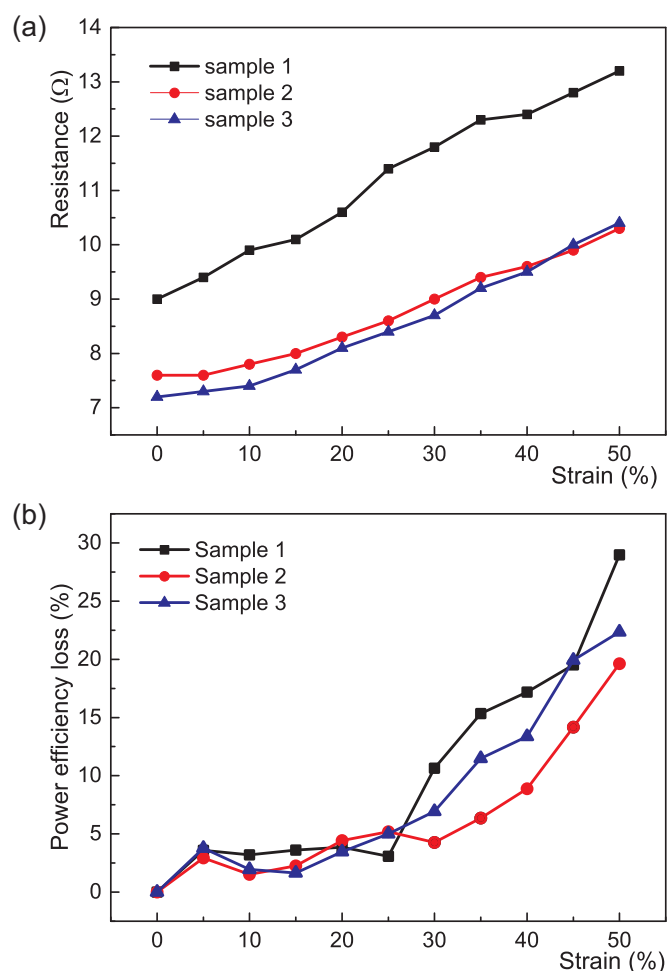 (a)
14
13
12
11
10
9
8
7
Resistance (Ω)
sample 1
sample 2
sample 3
0 10 20 30 40 50
Strain (%)
(b)
30
25
20
15
10
5
0
Power efficiency loss (%)
Sample 1
Sample 2
Sample 3
0 10 20 30 40 50
Strain (%)